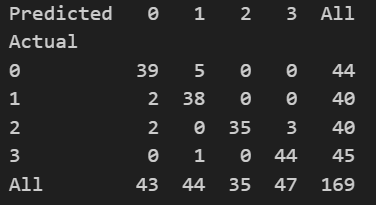 Predicted 0 1 2 3 All
Actual
0 39 5 0 0 44
1 2 38 0 0 40
2 2 0 35 3 40
3 0 1 0 44 45
All 43 44 35 47 169